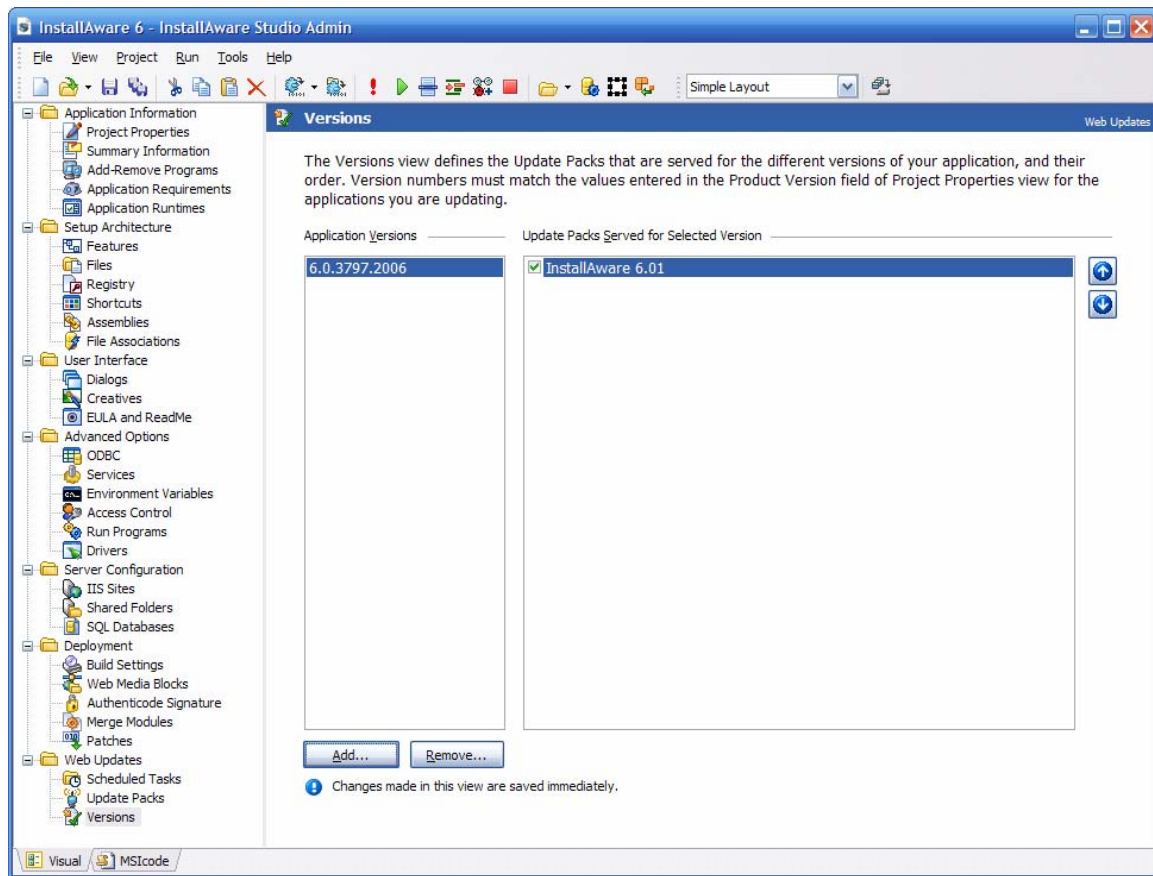 InstallAware 6 - InstallAware Studio Admin
File View Project Run Tools Help
Simple Layout
Application Information
Project Properties
Summary Information
Add-Remove Programs
Application Requirements
Application Runtimes
Setup Architecture
Features
Files
Registry
Shortcuts
Assemblies
File Associations
User Interface
Dialogs
Creatives
EULA and ReadMe
Advanced Options
ODBC
Services
Environment Variables
Access Control
Run Programs
Drivers
Server Configuration
IIS Sites
Shared Folders
SQL Databases
Deployment
Build Settings
Web Media Blocks
Authenticode Signature
Merge Modules
Patches
Web Updates
Scheduled Tasks
Update Packs
Versions
Versions
Web Updates
The Versions view defines the Update Packs that are served for the different versions of your application, and their
order. Version numbers must match the values entered in the Product Version field of Project Properties view for the
applications you are updating.
Application Versions
Update Packs Served for Selected Version
6.0.3797.2006
InstallAware 6.01
Add...
Remove...
Changes made in this view are saved immediately.
Visual
MSIcode